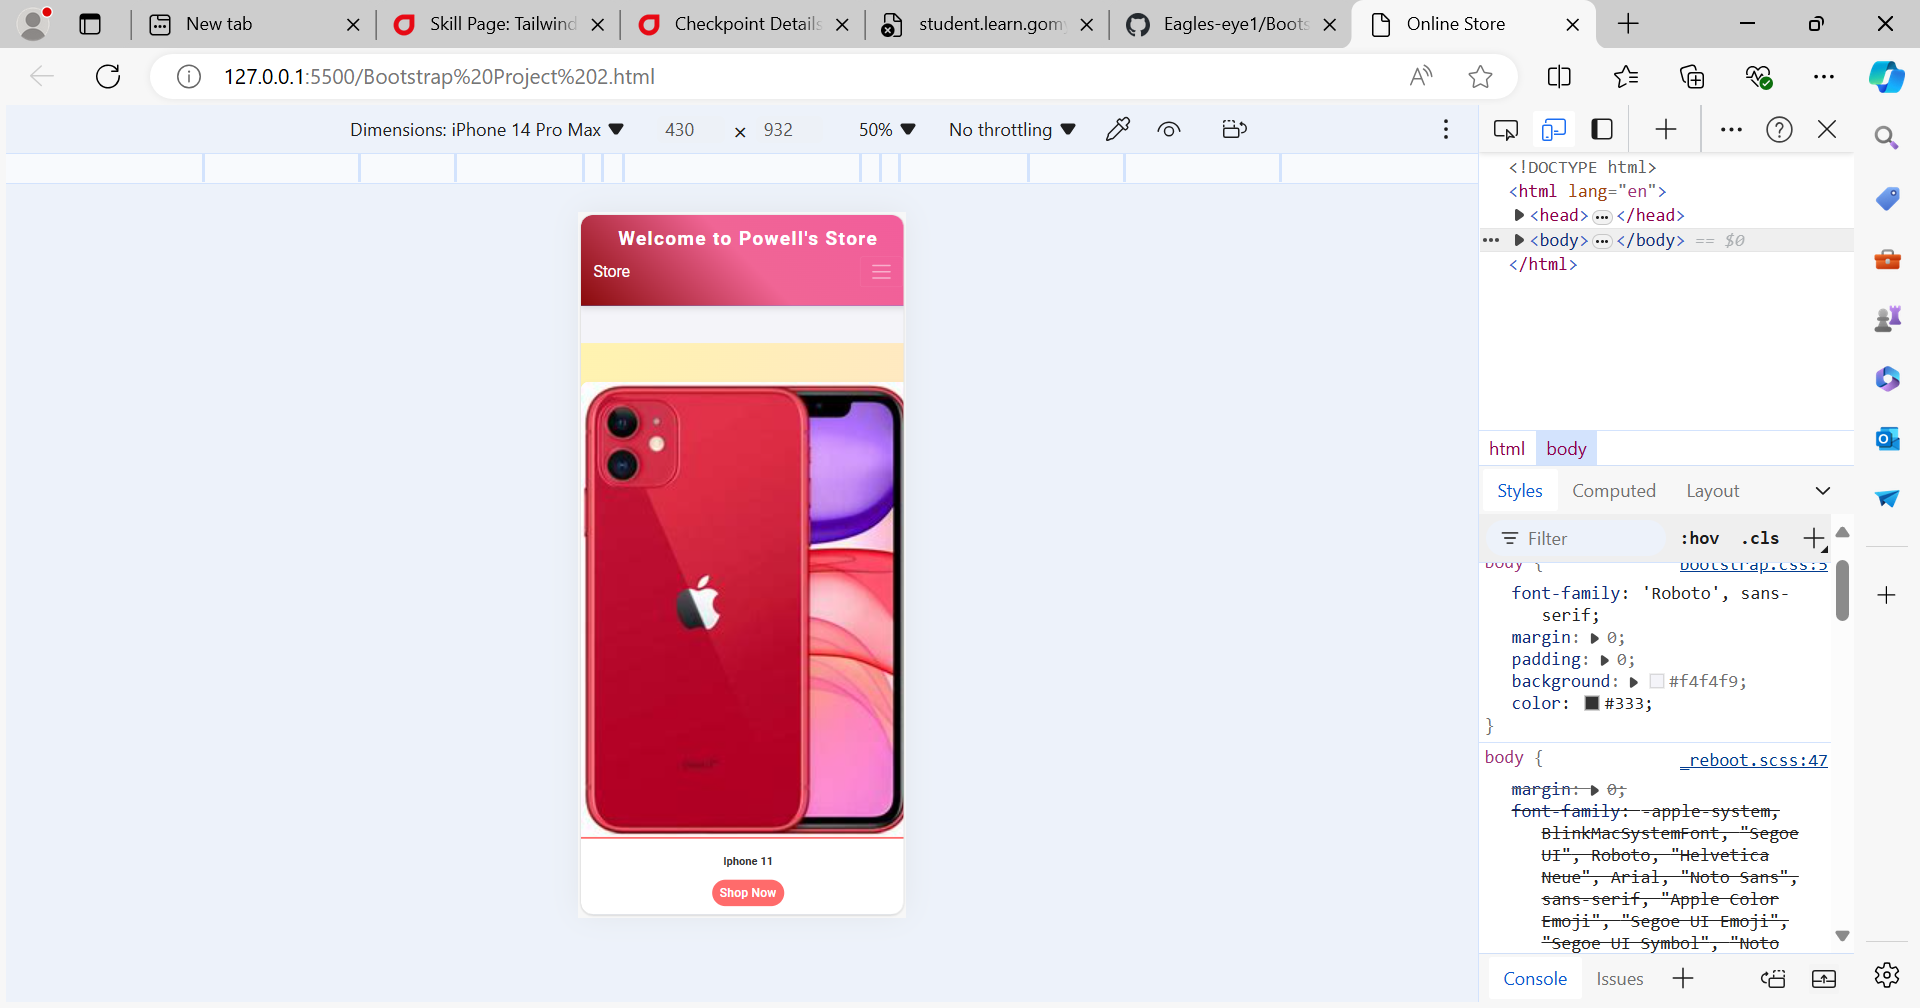 New tab
Skill Page: Tailwind
Checkpoint Details
student.learn.gomy
Eagles-eye1/Boots
Online Store
127.0.0.1:5500/Bootstrap%20Project%202.html
Dimensions: iPhone 14 Pro Max 430 × 932 50% No throttling
Welcome to Powell's Store
Store
Iphone 11
Shop Now
<!DOCTYPE html>
<html lang="en">
<head> ••• </head>
••• <body> ••• </body> == $0
</html>
html body
Styles Computed Layout
Filter :hov .cls
body { bootstrap.css:5
font-family: 'Roboto', sans-
serif;
margin: 0;
padding: 0;
background: #f4f4f9;
color: #333;
}
body { _reboot.scss:47
margin: 0;
font-family: -apple-system,
BlinkMacSystemFont, "Segoe
UI", Roboto, "Helvetica
Neue", Arial, "Noto Sans",
sans-serif, "Apple Color
Emoji", "Segoe UI Emoji",
"Segoe UI Symbol", "Noto
Console Issues